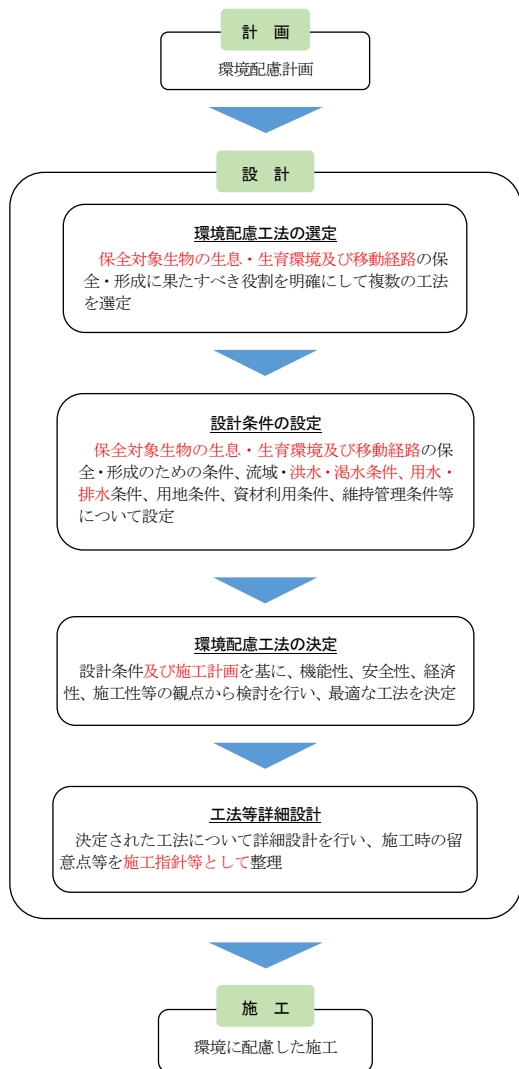 計 画
環境配慮計画
設 計
環境配慮工法の選定
保全対象生物の生息・生育環境及び移動経路の保
全・形成に果たすべき役割を明確にして複数の工法
を選定
設計条件の設定
保全対象生物の生息・生育環境及び移動経路の保
全・形成のための条件、流域・洪水・渇水条件、用水・
排水条件、用地条件、資材利用条件、維持管理条件等
について設定
環境配慮工法の決定
設計条件及び施工計画を基に、機能性、安全性、経済
性、施工性等の観点から検討を行い、最適な工法を決定
工法等詳細設計
決定された工法について詳細設計を行い、施工時の留
意点等を施工指針等として整理
施 工
環境に配慮した施工